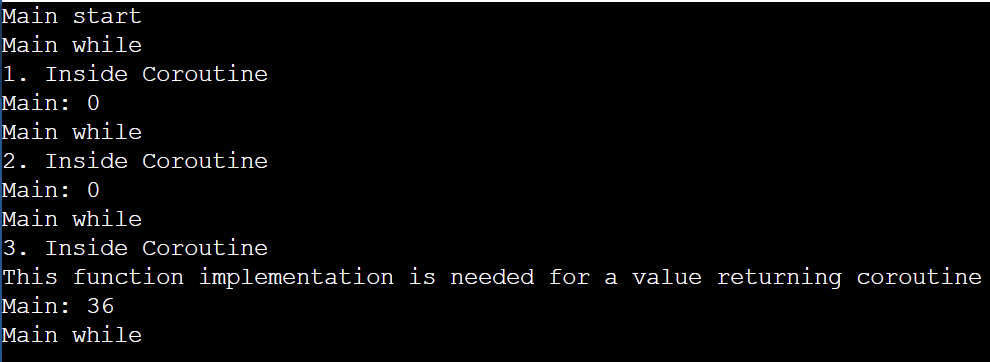 Main start
Main while
1. Inside Coroutine
Main: 0
Main while
2. Inside Coroutine
Main: 0
Main while
3. Inside Coroutine
This function implementation is needed for a value returning coroutine
Main: 36
Main while